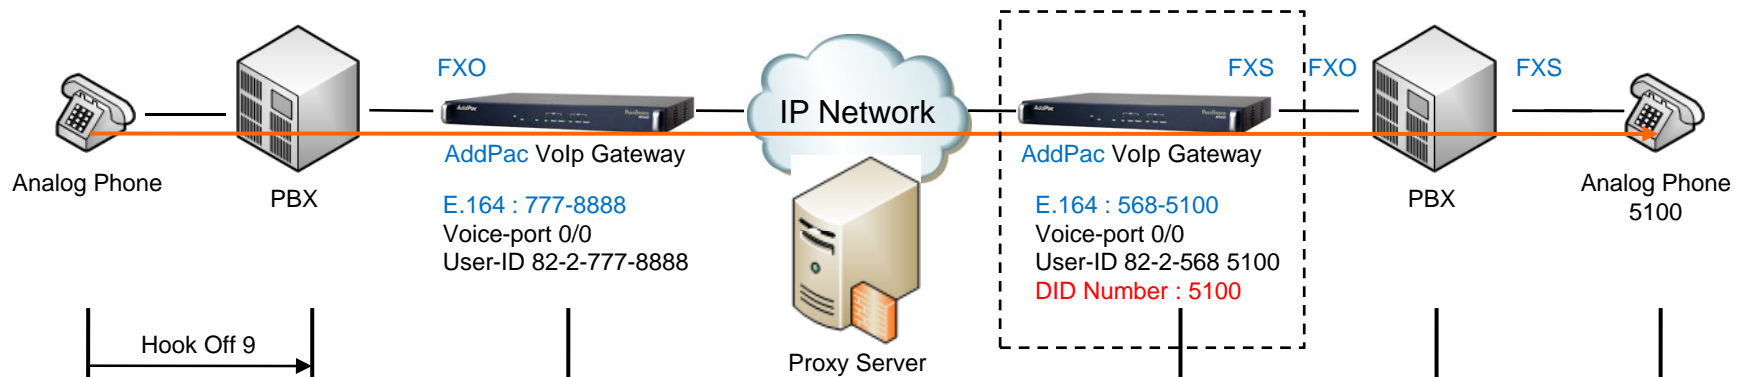 FXO
FXS
FXO
FXS
AddPac
IP Network
AddPac
AddPac VoIp Gateway
AddPac VoIp Gateway
Analog Phone
PBX
PBX
Analog Phone
5100
E.164 : 777-8888
Voice-port 0/0
User-ID 82-2-777-8888
E.164 : 568-5100
Voice-port 0/0
User-ID 82-2-568 5100
DID Number : 5100
Hook Off 9
Proxy Server